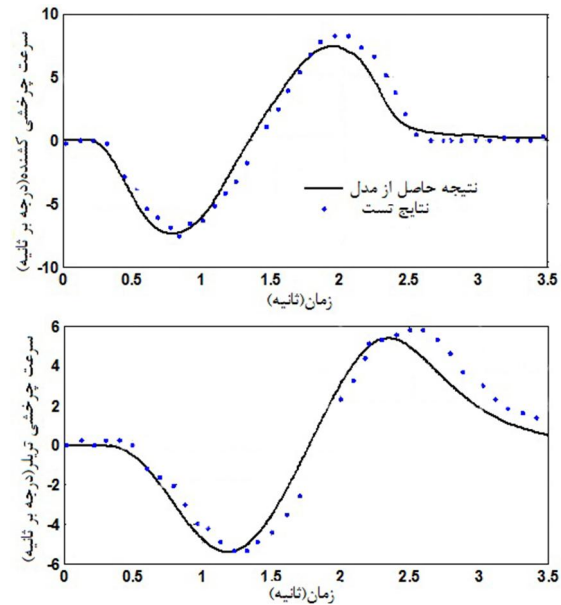 سرعت چرخشی کشنده(درجه بر ثانیه)
10
5
0
-5
-10
نتیجه حاصل از مدل
نتایج تست
0 0.5 1 1.5 2 2.5 3 3.5
زمان(ثانیه)
سرعت چرخشی تریلر(درجه بر ثانیه)
6
4
2
0
-2
-4
-6
0 0.5 1 1.5 2 2.5 3 3.5
زمان(ثانیه)